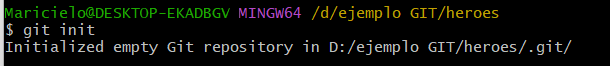 Maricielo@DESKTOP-EKADBGV MINGW64 /d/ejemplo GIT/heroes
$ git init
Initialized empty Git repository in D:/ejemplo GIT/heroes/.git/